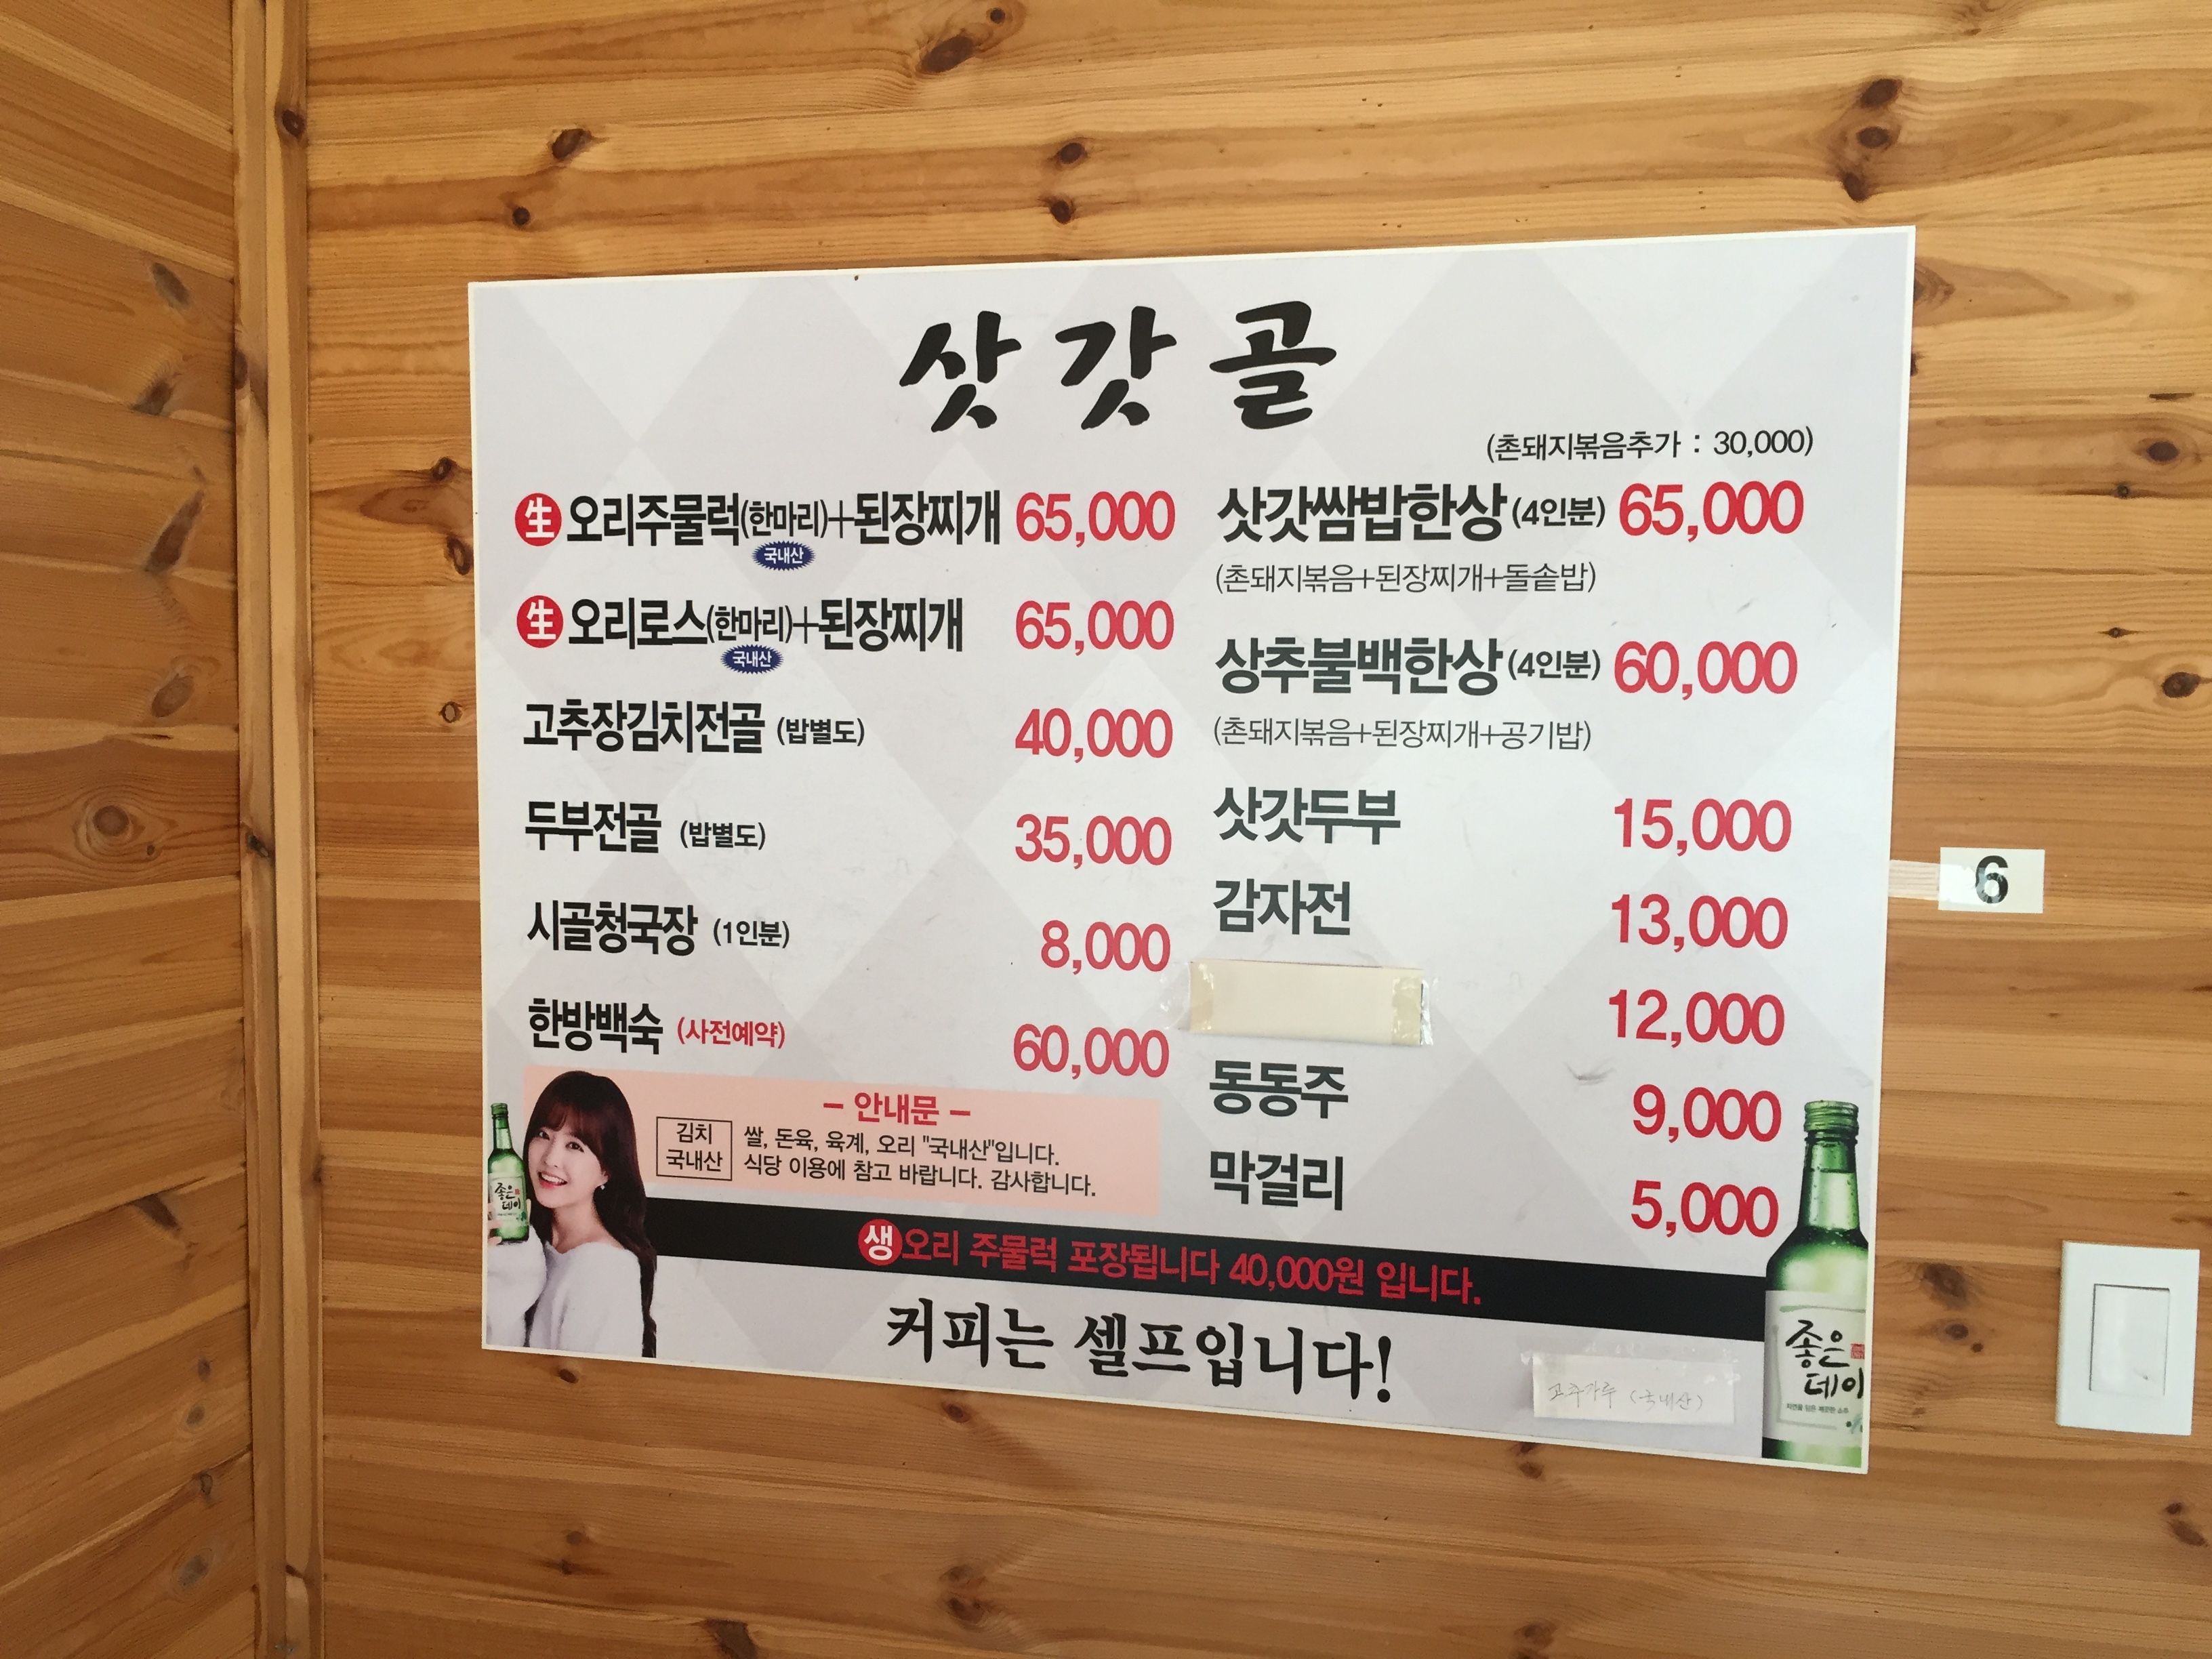 삿갓골
生 오리주물럭(한마리)+된장찌개 65,000
국내산
生 오리로스(한마리)+된장찌개 65,000
국내산
고추장김치전골 (밥별도) 40,000
두부전골 (밥별도) 35,000
시골청국장 (1인분) 8,000
한방백숙 (사전예약) 60,000
(촌돼지볶음추가 : 30,000)
삿갓쌈밥한상(4인분) 65,000
(촌돼지볶음+된장찌개+돌솥밥)
상추불백한상(4인분) 60,000
(촌돼지볶음+된장찌개+공기밥)
삿갓두부 15,000
감자전 13,000
12,000
동동주 9,000
막걸리 5,000
- 안내문 -
김치
국내산
쌀, 돈육, 육계, 오리 "국내산"입니다.
식당 이용에 참고 바랍니다. 감사합니다.
좋은
데이
생오리 주물럭 포장됩니다 40,000원 입니다.
커피는 셀프입니다!
고추가루 (국내산)
좋은
데이
6